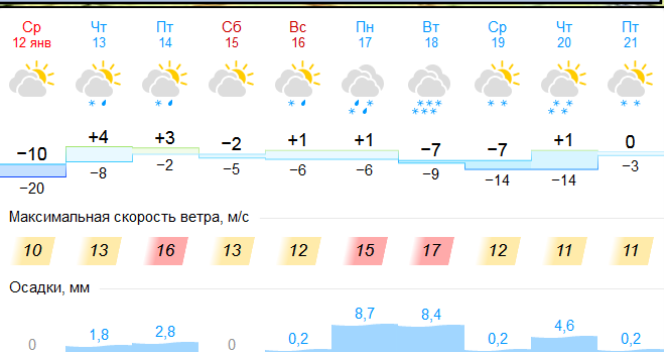 Ср Чт Пт Сб Вс Пн Вт Ср Чт Пт
12 янв 13 14 15 16 17 18 19 20 21
−10 +4 +3 −2 +1 +1 −7 −7 +1 0
−20 −8 −2 −5 −6 −6 −9 −14 −14 −3
Максимальная скорость ветра, м/с
10 13 16 13 12 15 17 12 11 11
Осадки, мм
0 1,8 2,8 0 0,2 8,7 8,4 0,2 4,6 0,2